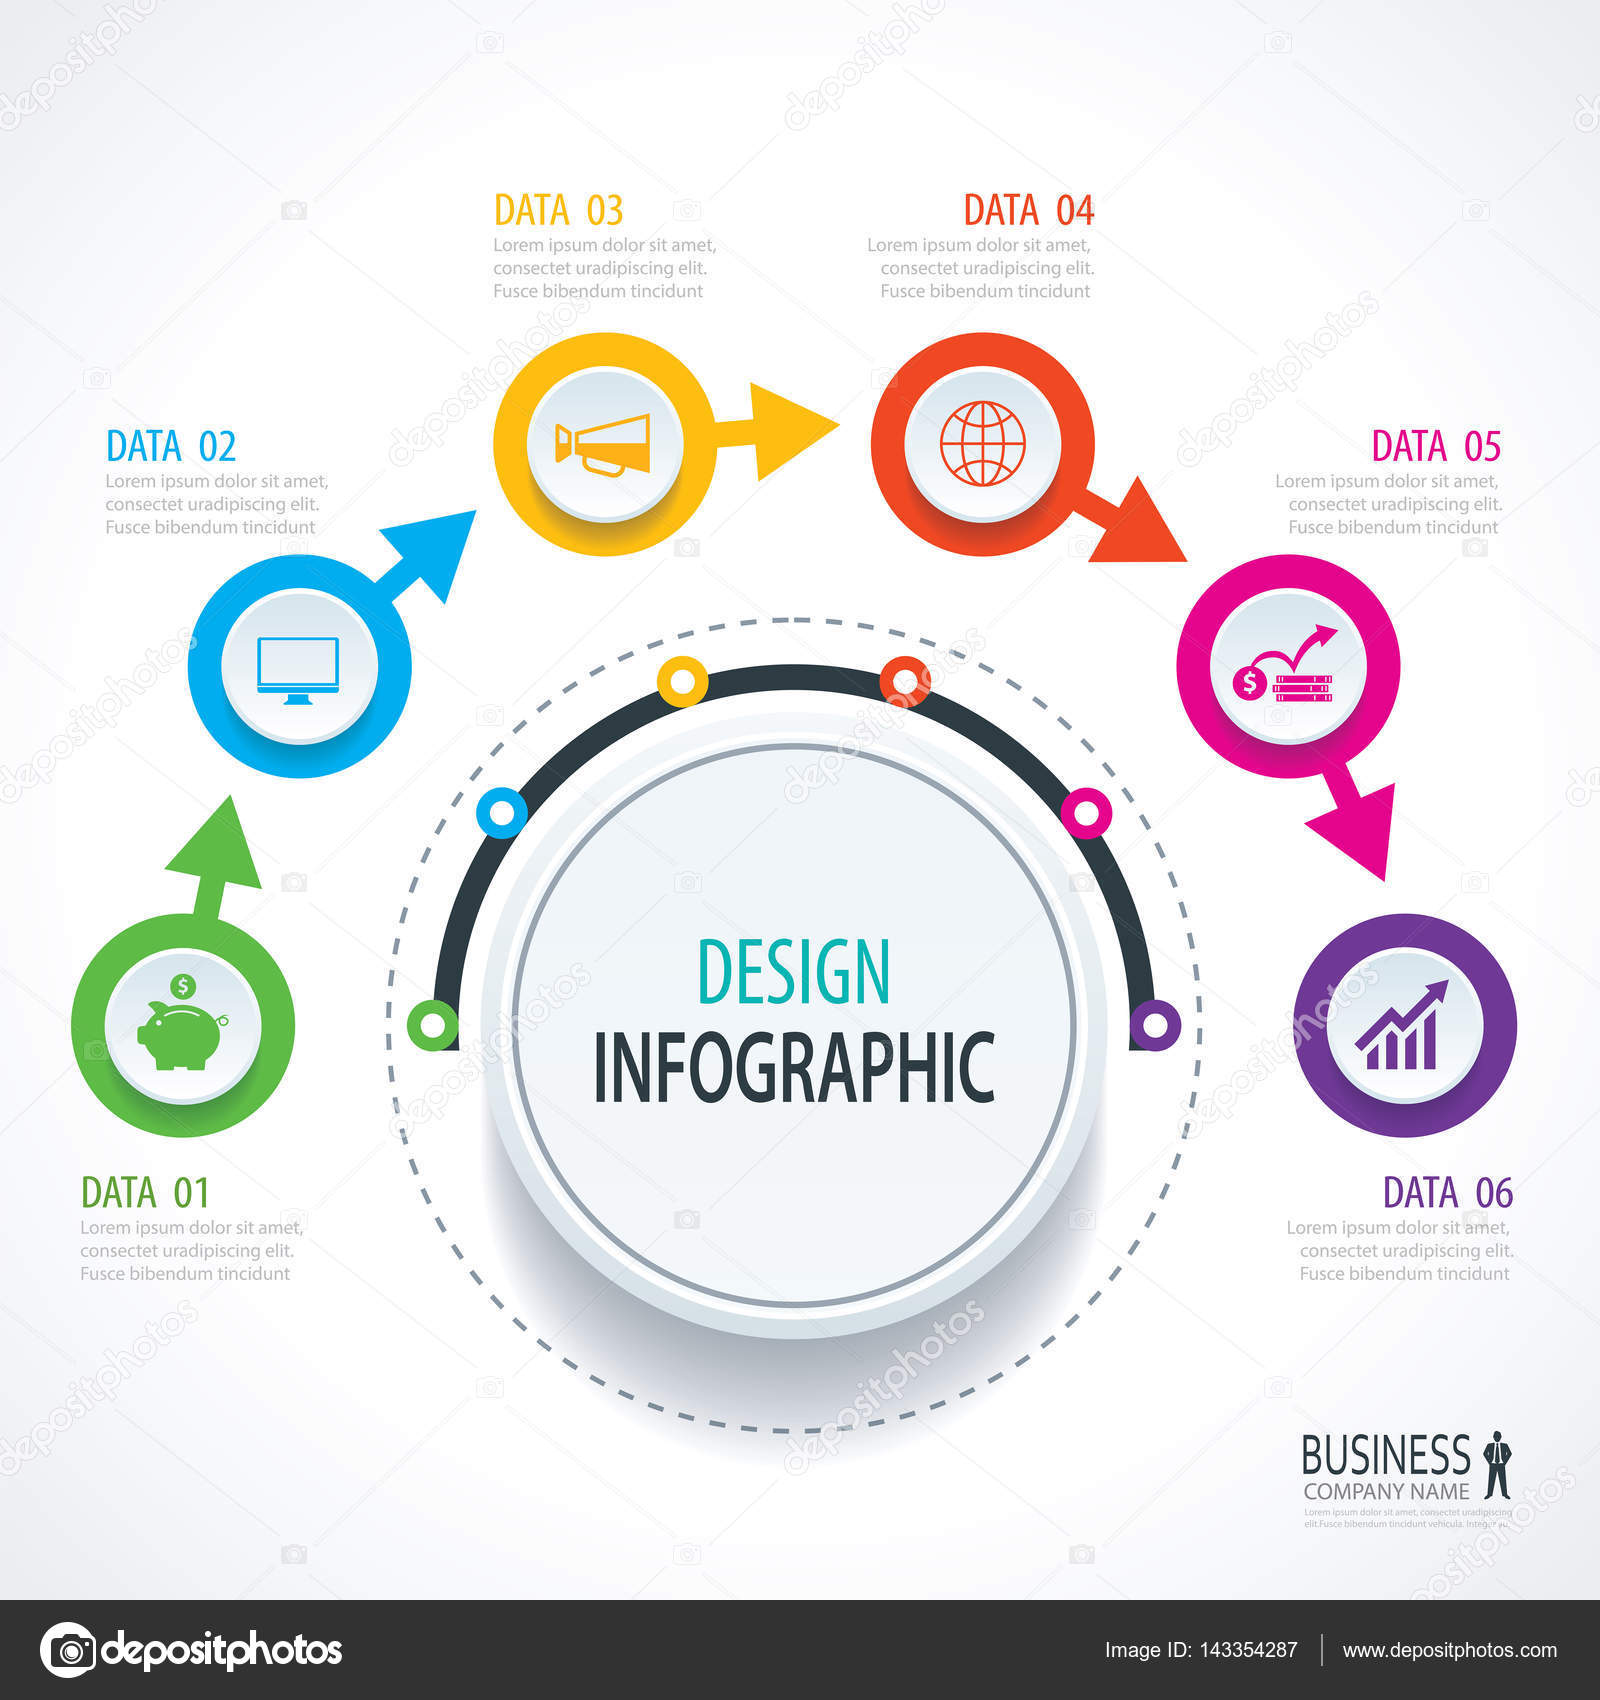 DATA 03
Lorem ipsum dolor sit amet,
consectet uradipiscing elit.
Fusce bibendum tincidunt
DATA 04
Lorem ipsum dolor sit amet,
consectet uradipiscing elit.
Fusce bibendum tincidunt
DATA 02
Lorem ipsum dolor sit amet,
consectet uradipiscing elit.
Fusce bibendum tincidunt
DATA 05
Lorem ipsum dolor sit amet,
consectet uradipiscing elit.
Fusce bibendum tincidunt
$
$
DESIGN
INFOGRAPHIC
DATA 01
Lorem ipsum dolor sit amet,
consectet uradipiscing elit.
Fusce bibendum tincidunt
DATA 06
Lorem ipsum dolor sit amet,
consectet uradipiscing elit.
Fusce bibendum tincidunt
BUSINESS
COMPANY NAME
Lorem ipsum dolor sit amet, consectet uradipiscing
elit.Fusce bibendum tincidunt vehicula. Integer eu.
depositphotos
Image ID: 143354287
www.depositphotos.com